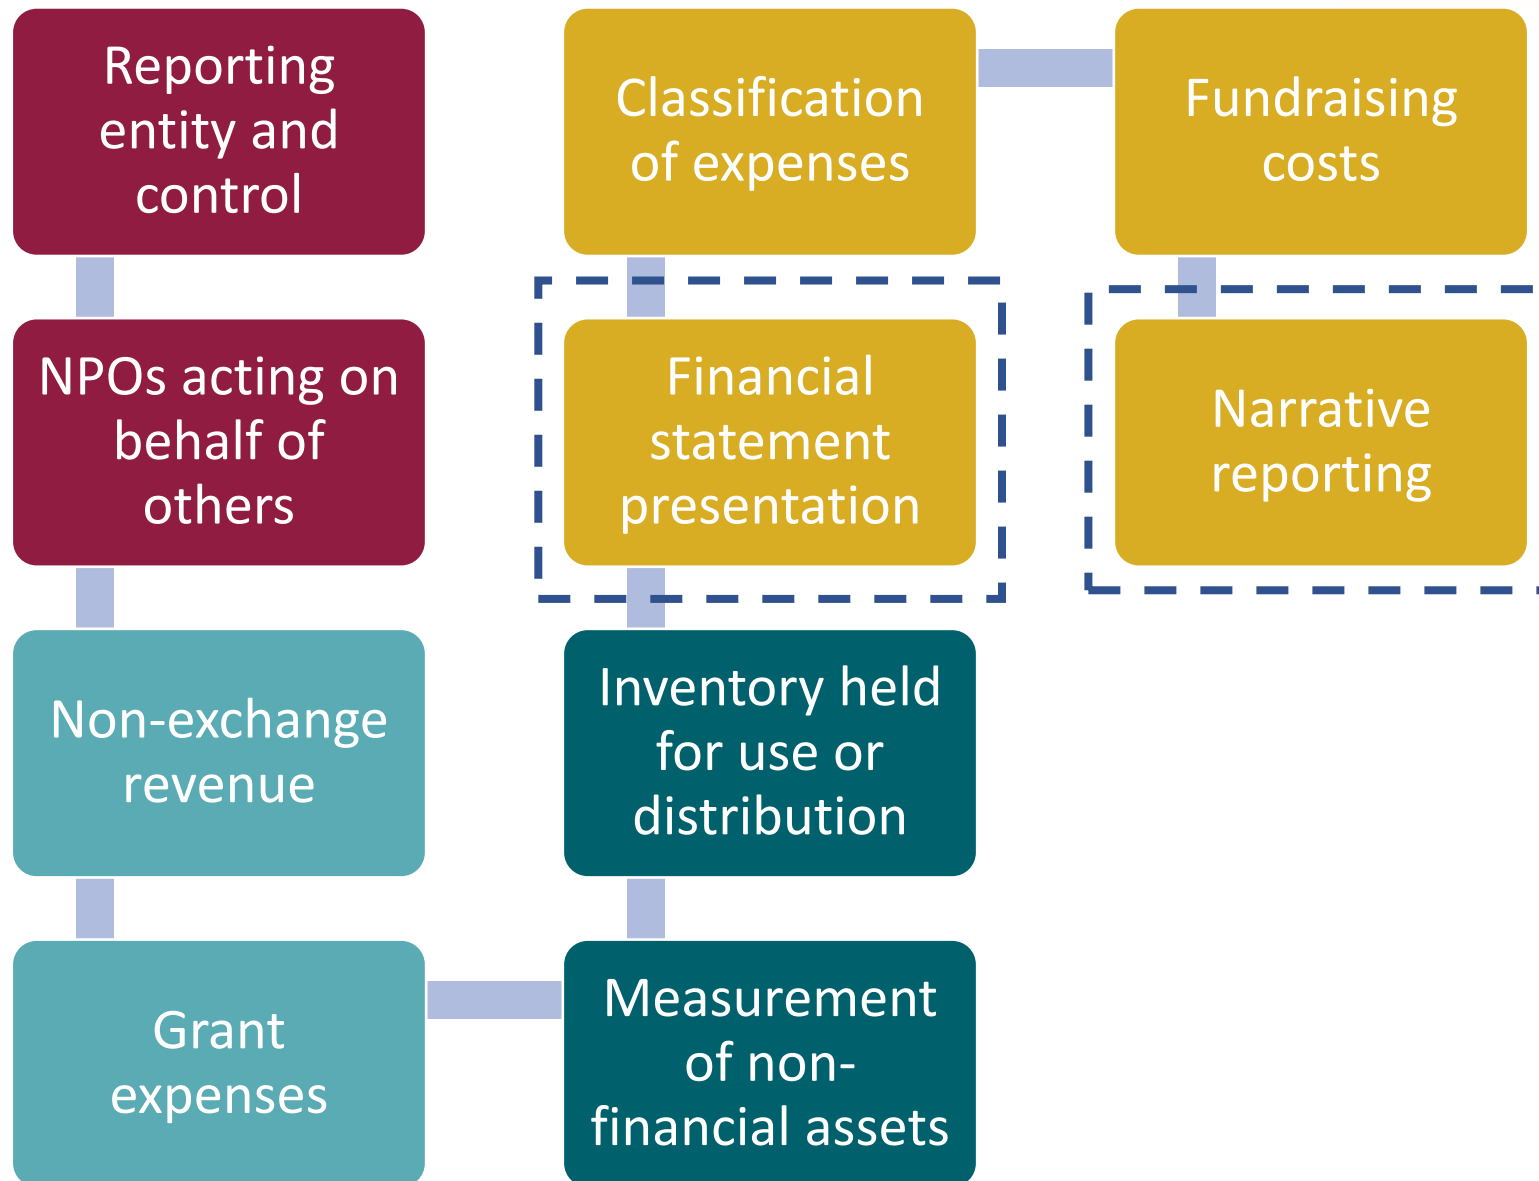 Reporting
entity and
control
NPOs acting on
behalf of
others
Non-exchange
revenue
Grant
expenses
Measurement
of non-
financial assets
Inventory held
for use or
distribution
Financial
statement
presentation
Classification
of expenses
Fundraising
costs
Narrative
reporting